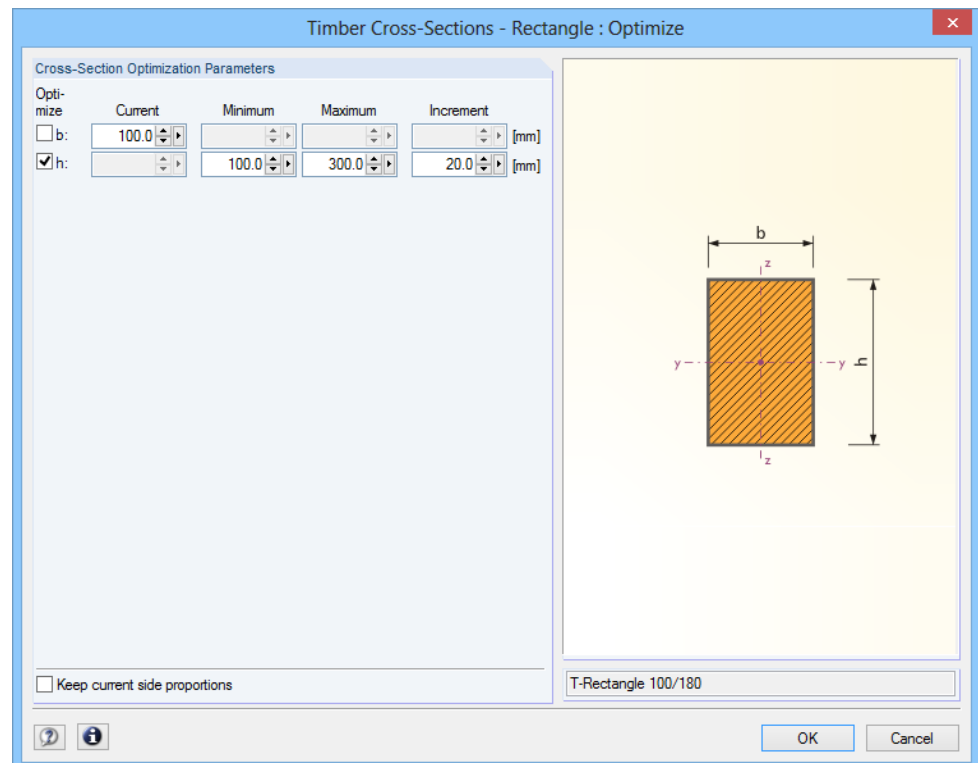 Timber Cross-Sections - Rectangle : Optimize
Cross-Section Optimization Parameters
Opti-
mize Current Minimum Maximum Increment
b: 100.0 [mm]
h: 100.0 300.0 20.0 [mm]
b
z
y y
h
z
Keep current side proportions
T-Rectangle 100/180
OK Cancel